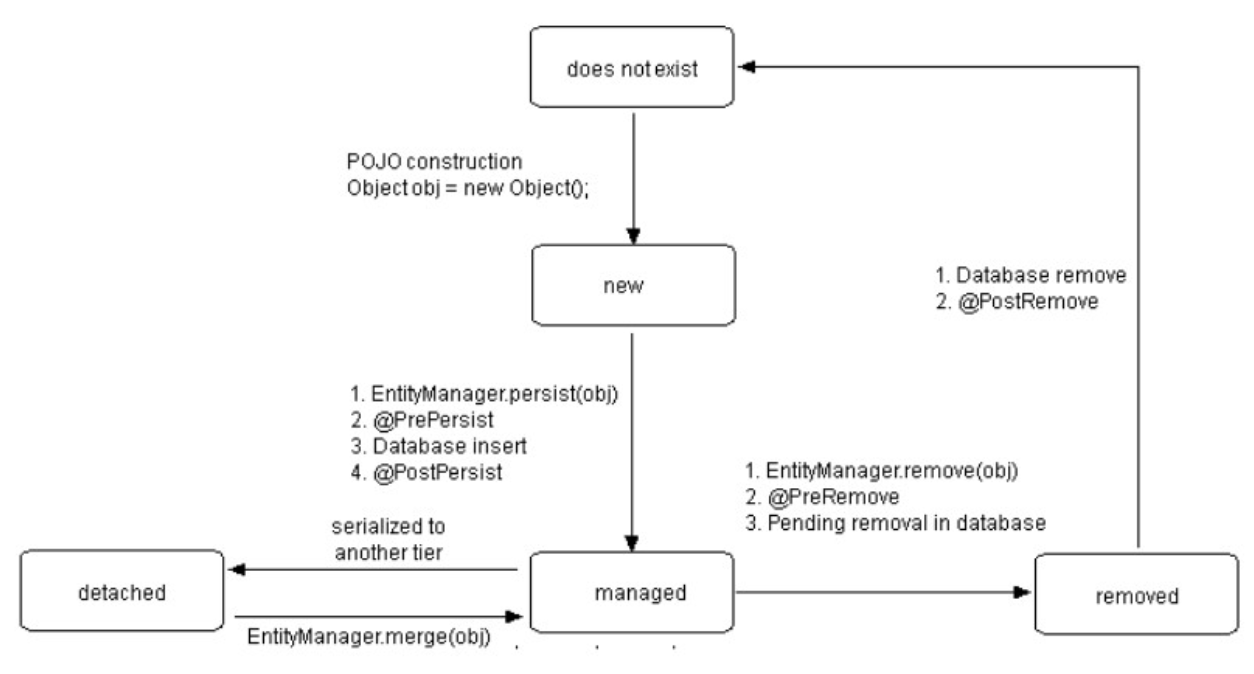 does not exist
POJO construction
Object obj = new Object();
new
1. Database remove
2. @PostRemove
1. EntityManager.persist(obj)
2. @PrePersist
3. Database insert
4. @PostPersist
1. EntityManager.remove(obj)
2. @PreRemove
3. Pending removal in database
serialized to
another tier
detached
managed
removed
EntityManager.merge(obj)